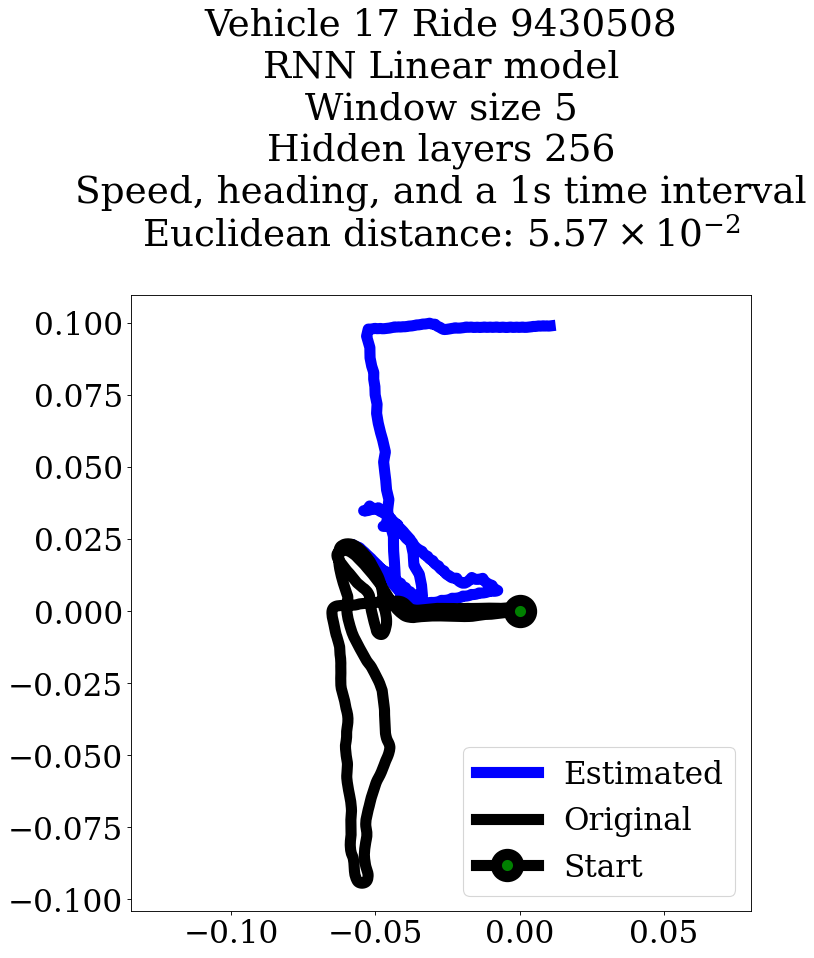 Vehicle 17 Ride 9430508
RNN Linear model
Window size 5
Hidden layers 256
Speed, heading, and a 1s time interval
Euclidean distance: 5.57 × 10⁻²
0.100
0.075
0.050
0.025
0.000
−0.025
−0.050
−0.075
−0.100
Estimated
Original
Start
−0.10 −0.05 0.00 0.05